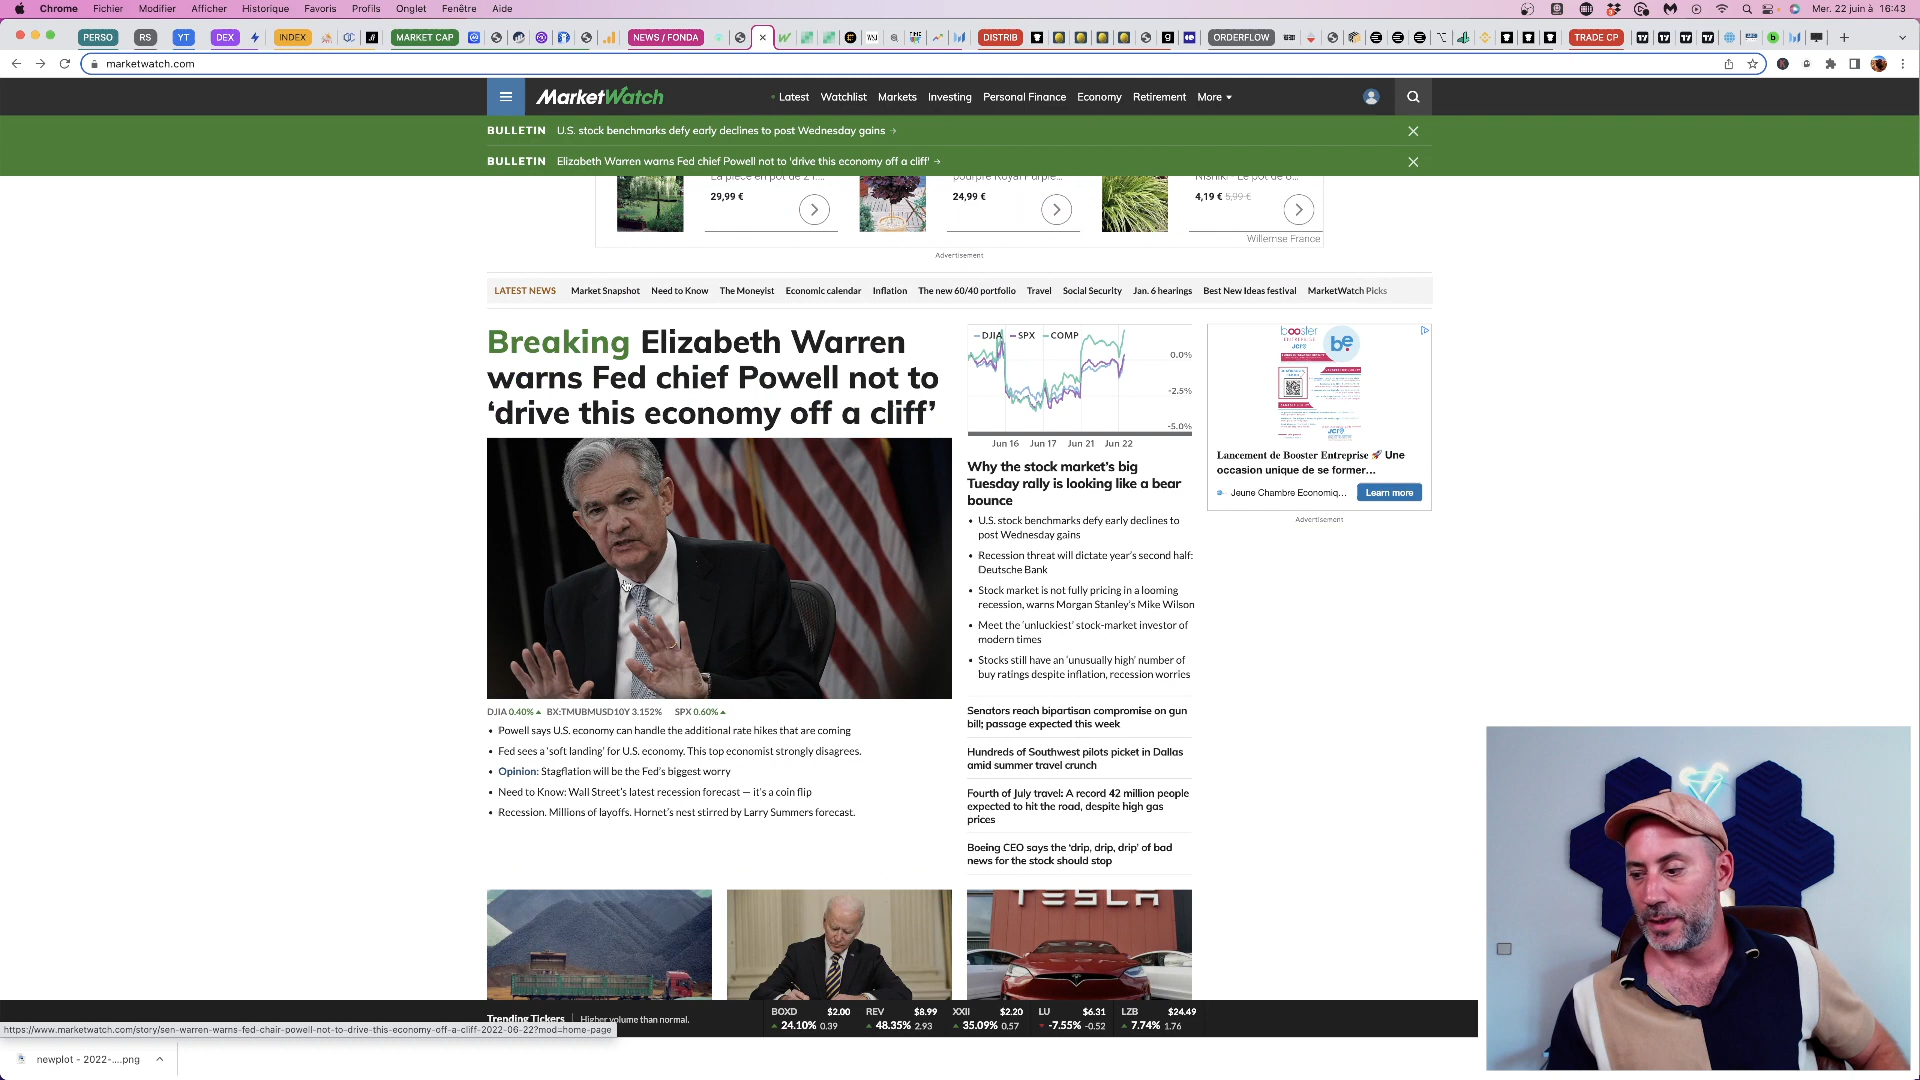 Chrome Fichier Modifier Afficher Historique Favoris Profils Onglet Fenêtre Aide Mer. 22 juin à 16:43
PERSO RS YT DEX INDEX MARKET CAP NEWS / FONDA DISTRIB ORDERFLOW TRADE CP
marketwatch.com
MarketWatch Latest Watchlist Markets Investing Personal Finance Economy Retirement More
BULLETIN U.S. stock benchmarks defy early declines to post Wednesday gains →
BULLETIN Elizabeth Warren warns Fed chief Powell not to 'drive this economy off a cliff' →
29,99 € 24,99 € 4,19 € 5,99 €
Willemse France
Advertisement
LATEST NEWS Market Snapshot Need to Know The Moneyist Economic calendar Inflation The new 60/40 portfolio Travel Social Security Jan. 6 hearings Best New Ideas festival MarketWatch Picks
Breaking Elizabeth Warren
warns Fed chief Powell not to
‘drive this economy off a cliff’
DJIA 0.40% BX:TMUBMUSD10Y 3.152% SPX 0.60%
• Powell says U.S. economy can handle the additional rate hikes that are coming
• Fed sees a ‘soft landing’ for U.S. economy. This top economist strongly disagrees.
• Opinion: Stagflation will be the Fed’s biggest worry
• Need to Know: Wall Street’s latest recession forecast — it’s a coin flip
• Recession. Millions of layoffs. Hornet’s nest stirred by Larry Summers forecast.
DJIA SPX COMP
0.0%
-2.5%
-5.0%
Jun 16 Jun 17 Jun 21 Jun 22
Why the stock market’s big
Tuesday rally is looking like a bear
bounce
• U.S. stock benchmarks defy early declines to
post Wednesday gains
• Recession threat will dictate year’s second half:
Deutsche Bank
• Stock market is not fully pricing in a looming
recession, warns Morgan Stanley’s Mike Wilson
• Meet the ‘unluckiest’ stock-market investor of
modern times
• Stocks still have an ‘unusually high’ number of
buy ratings despite inflation, recession worries
Senators reach bipartisan compromise on gun
bill; passage expected this week
Hundreds of Southwest pilots picket in Dallas
amid summer travel crunch
Fourth of July travel: A record 42 million people
expected to hit the road, despite high gas
prices
Boeing CEO says the ‘drip, drip, drip’ of bad
news for the stock should stop
booster
be
Lancement de Booster Entreprise 🚀 Une
occasion unique de se former...
Jeune Chambre Economiq... Learn more
Advertisement
TESLA
Trending Tickers | Higher volume than normal.
BOXD $2.00 REV $8.99 XXII $2.20 LU $6.31 LZB $24.49
24.10% 0.39 48.35% 2.93 35.09% 0.57 -7.55% -0.52 7.74% 1.76
https://www.marketwatch.com/story/sen-warren-warns-fed-chair-powell-not-to-drive-this-economy-off-a-cliff-2022-06-22?mod=home-page
newplot - 2022-....png